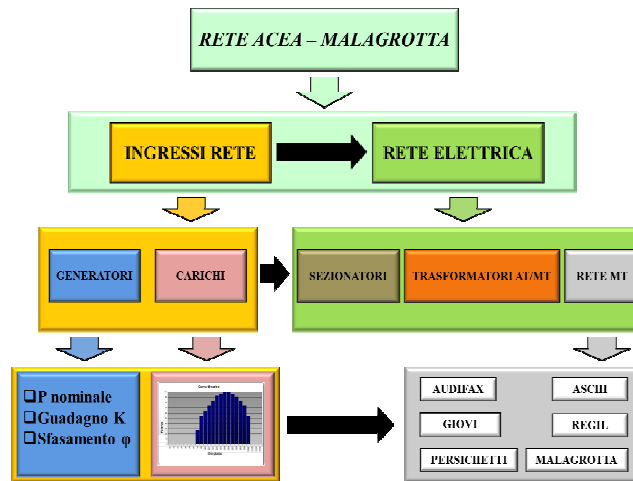 RETE ACEA – MALAGROTTA
INGRESSI RETE
RETE ELETTRICA
GENERATORI
CARICHI
SEZIONATORI
TRASFORMATORI AT/MT
RETE MT
❑P nominale
❑Guadagno K
❑Sfasamento φ
AUDIFAX
ASCHI
GIOVI
REGIL
PERSICHETTI
MALAGROTTA